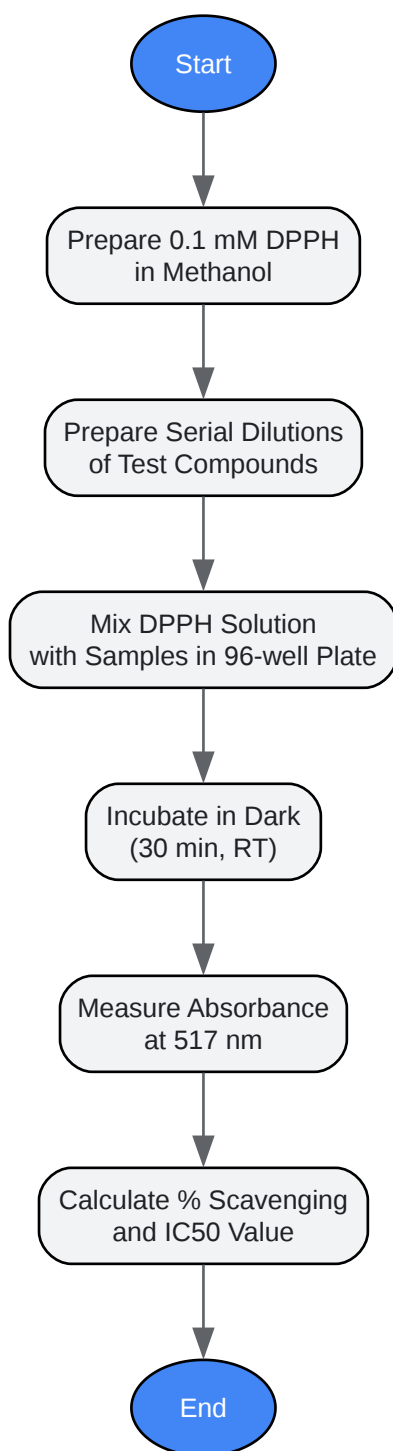 Start
Prepare 0.1 mM DPPH
in Methanol
Prepare Serial Dilutions
of Test Compounds
Mix DPPH Solution
with Samples in 96-well Plate
Incubate in Dark
(30 min, RT)
Measure Absorbance
at 517 nm
Calculate % Scavenging
and IC50 Value
End